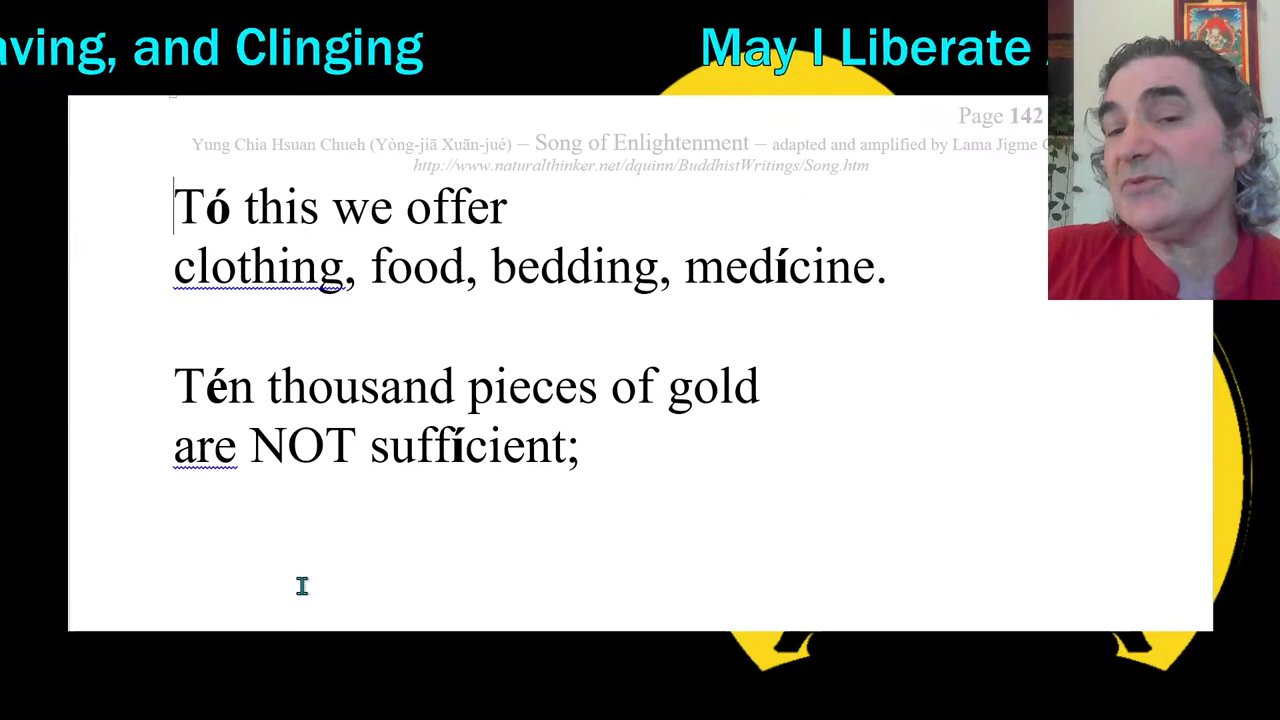 aving, and Clinging May I Liberate
Page 142
Yung Chia Hsuan Chueh (Yòng-jiā Xuān-jué) – Song of Enlightenment – adapted and amplified by Lama Jigme
http://www.naturalthinker.net/dquinn/BuddhistWritings/Song.htm
Tó this we offer
clothing, food, bedding, medícine.
Tén thousand pieces of gold
are NOT suffícient;